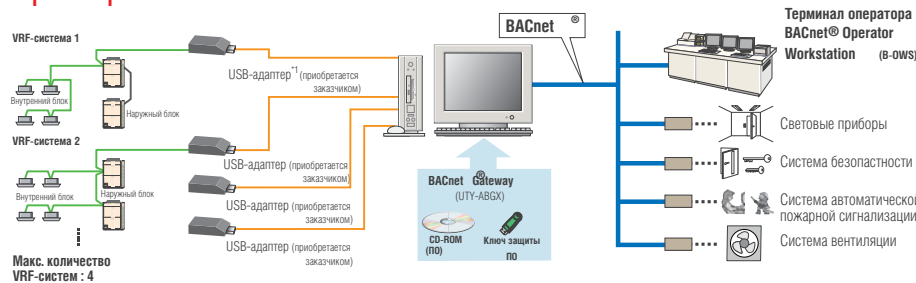 VRF-система 1
Внутренний блок
Наружный блок
USB-адаптер*1 (приобретается
заказчиком)
VRF-система 2
Внутренний блок
Наружный блок
USB-адаптер (приобретается
заказчиком)
USB-адаптер (приобретается
заказчиком)
USB-адаптер (приобретается
заказчиком)
Макс. количество
VRF-систем : 4
BACnet ®
BACnet® Gateway
(UTY-ABGX)
CD-ROM
(ПО)
Ключ защиты
ПО
Терминал оператора
BACnet® Operator
Workstation (B-OWS)
Световые приборы
Система безопасности
Система автоматической
пожарной сигнализации
Система вентиляции